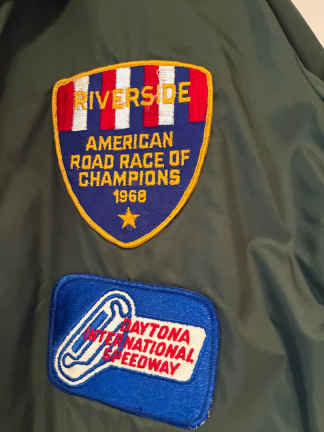 RIVERSIDE
AMERICAN
ROAD RACE OF
CHAMPIONS
1968
DAYTONA
INTERNATIONAL
SPEEDWAY